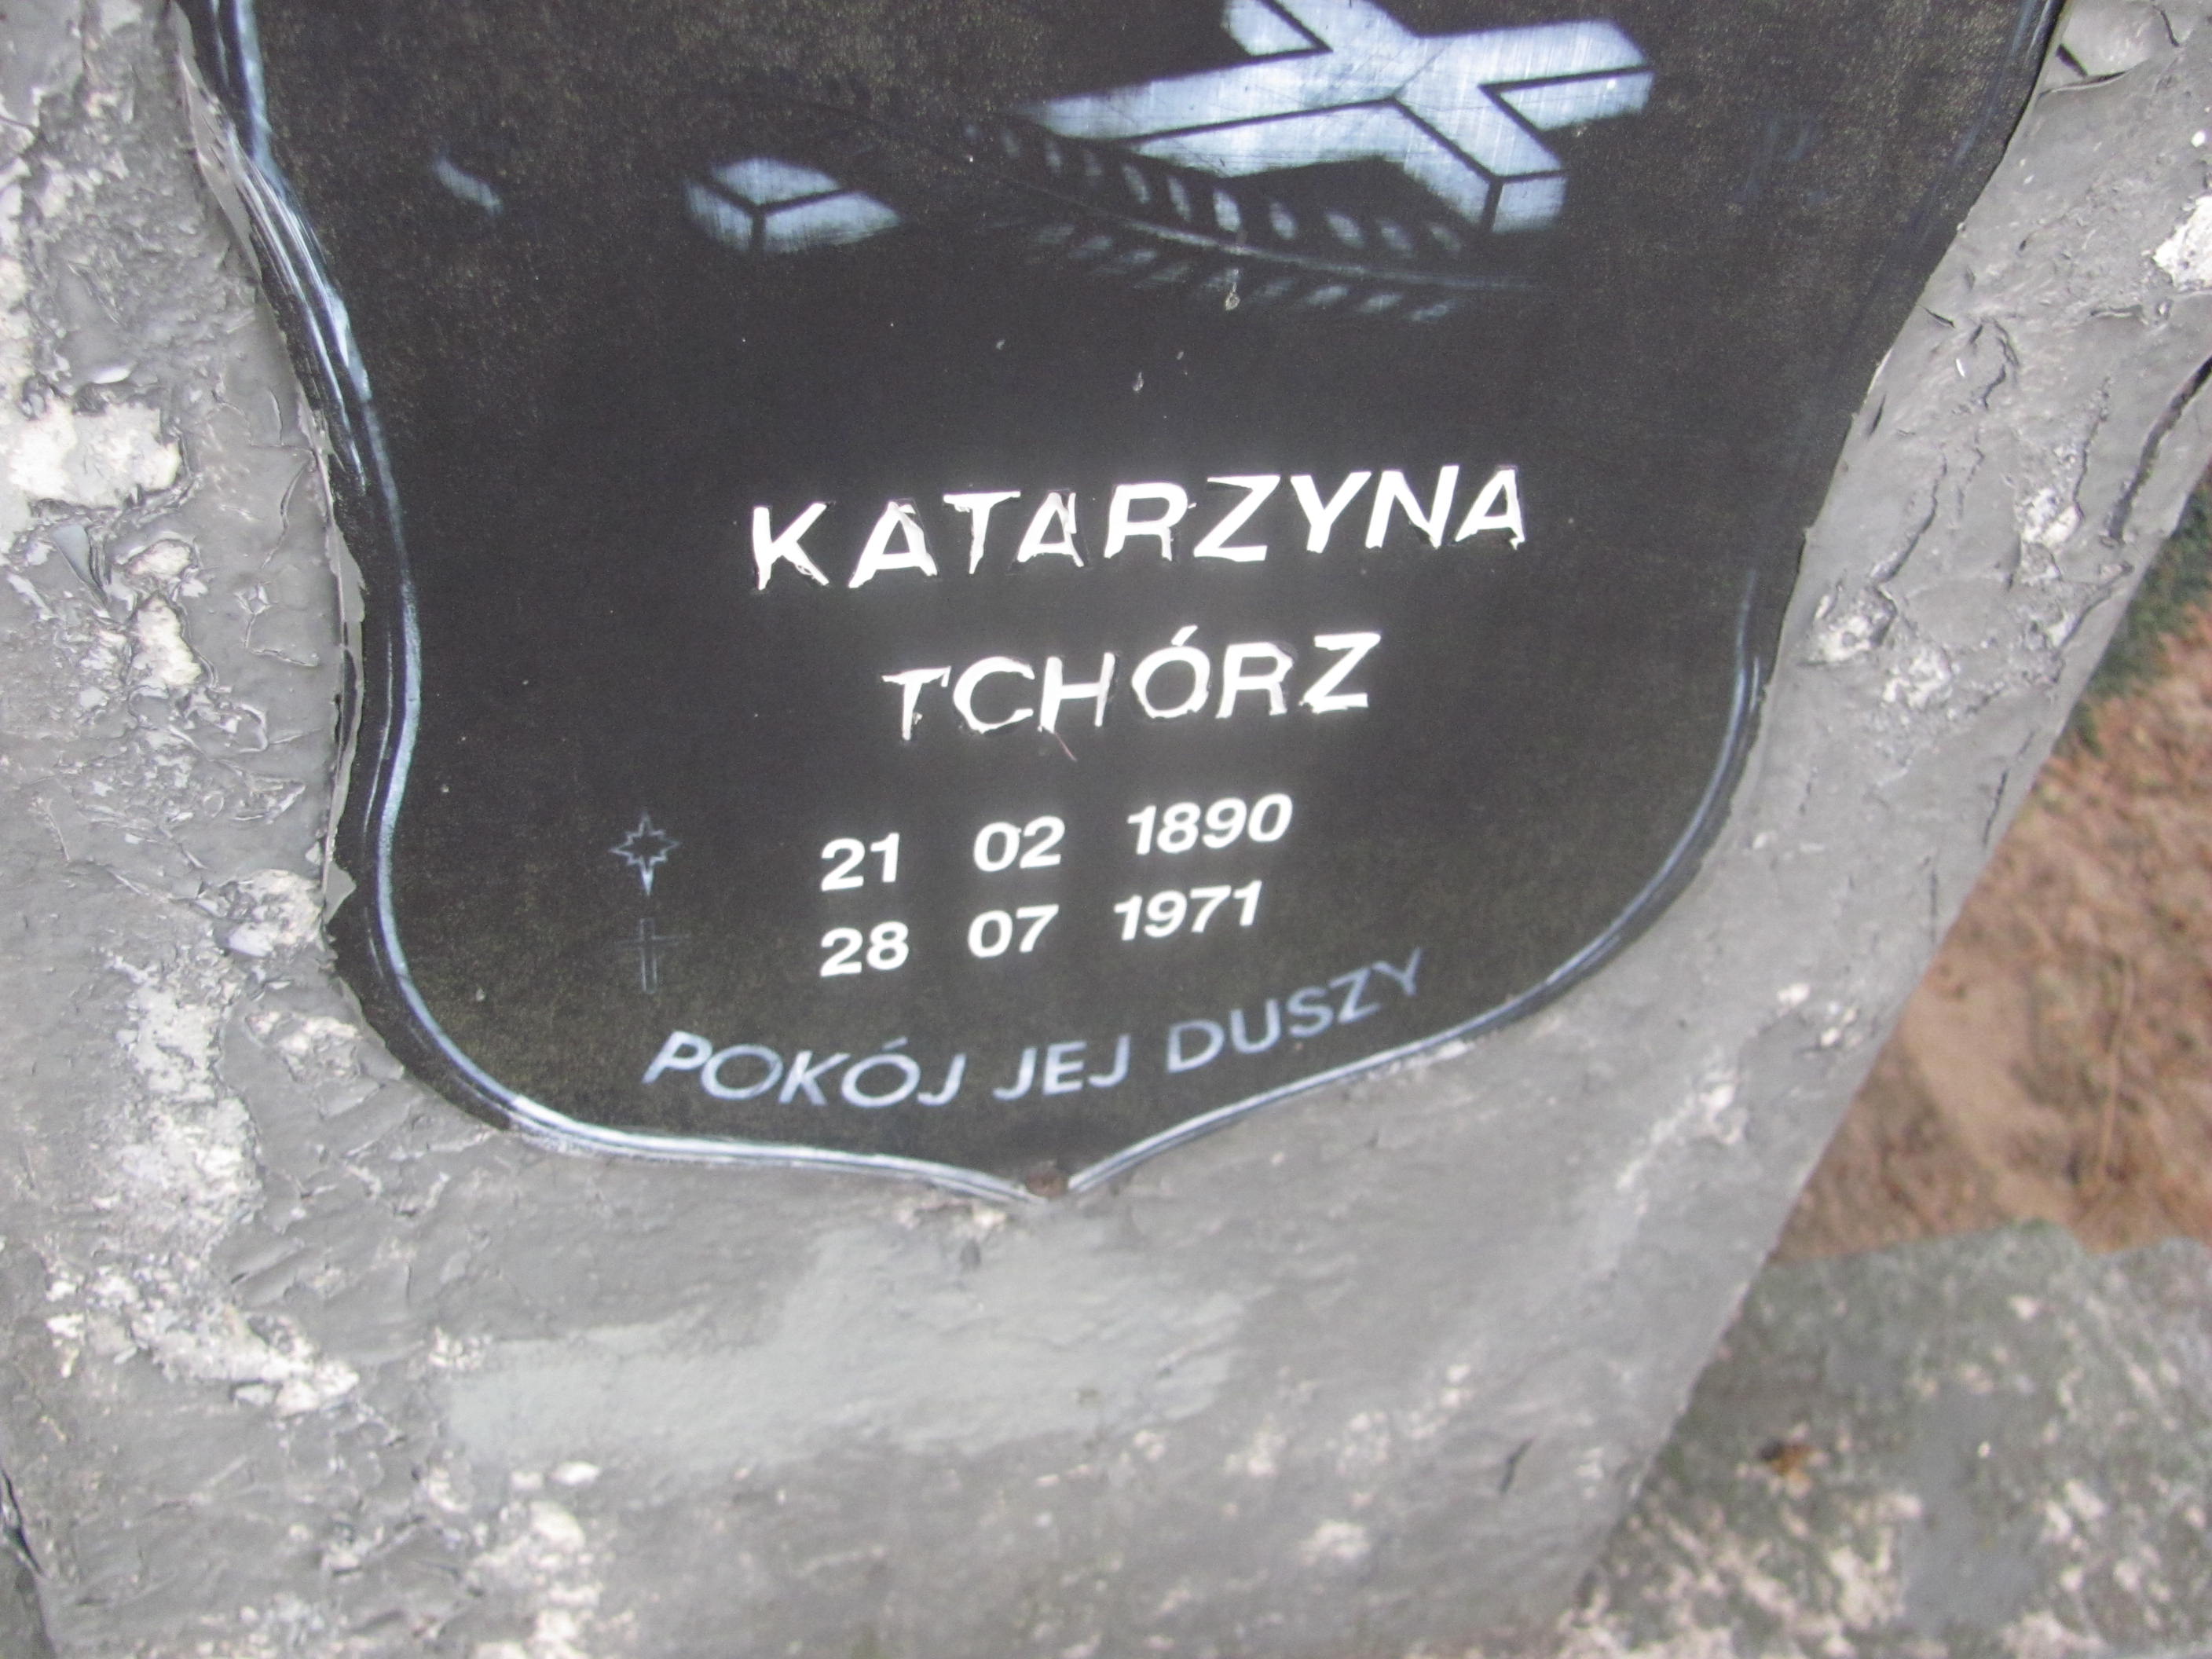 KATARZYNA
TCHÓRZ
21 02 1890
28 07 1971
POKÓJ JEJ DUSZY